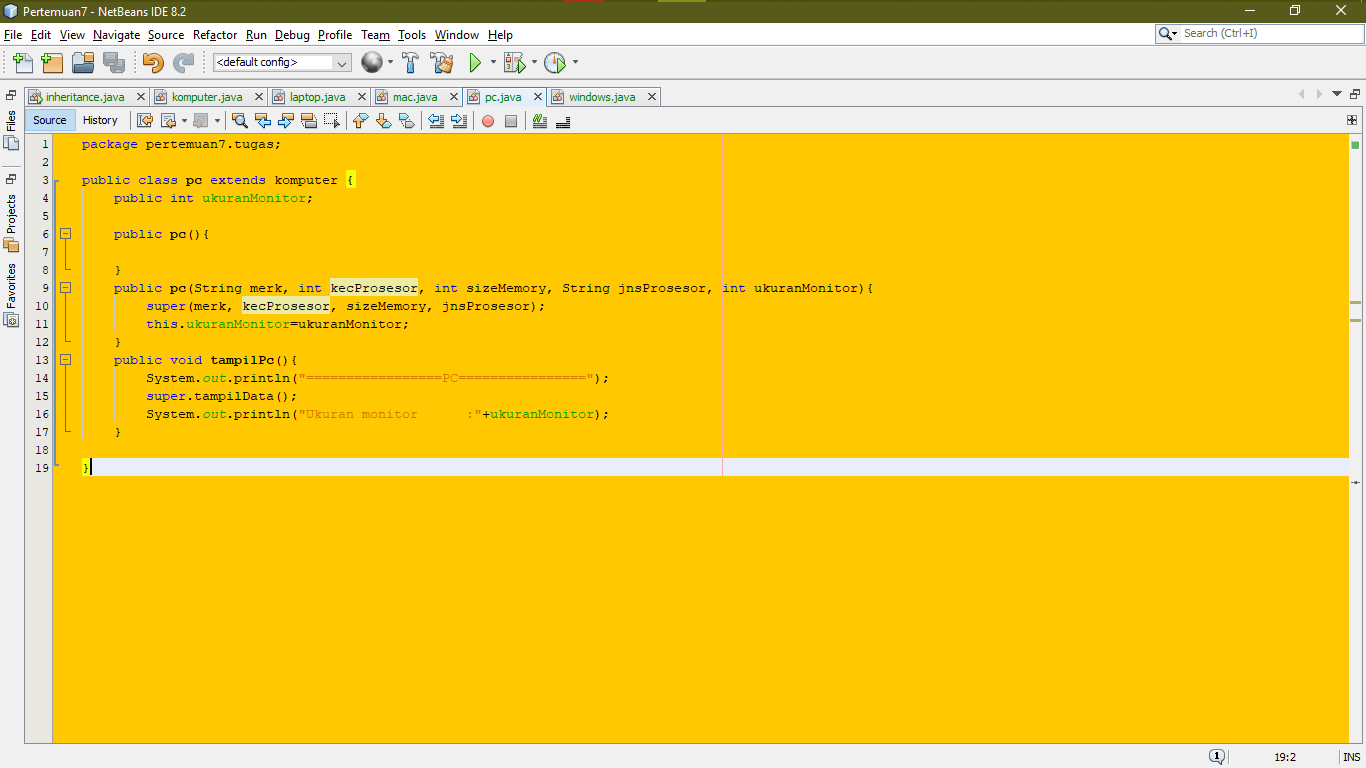 Pertemuan7 - NetBeans IDE 8.2
File Edit View Navigate Source Refactor Run Debug Profile Team Tools Window Help
Search (Ctrl+I)
<default config>
inheritance.java komputer.java laptop.java mac.java pc.java windows.java
Source History
Files
Projects
Favorites
1 package pertemuan7.tugas;
2
3 public class pc extends komputer {
4 public int ukuranMonitor;
5
6 public pc(){
7
8 }
9 public pc(String merk, int kecProsesor, int sizeMemory, String jnsProsesor, int ukuranMonitor){
10 super(merk, kecProsesor, sizeMemory, jnsProsesor);
11 this.ukuranMonitor=ukuranMonitor;
12 }
13 public void tampilPc(){
14 System.out.println("=================PC================");
15 super.tampilData();
16 System.out.println("Ukuran monitor      :"+ukuranMonitor);
17 }
18
19 }
1 19:2 INS